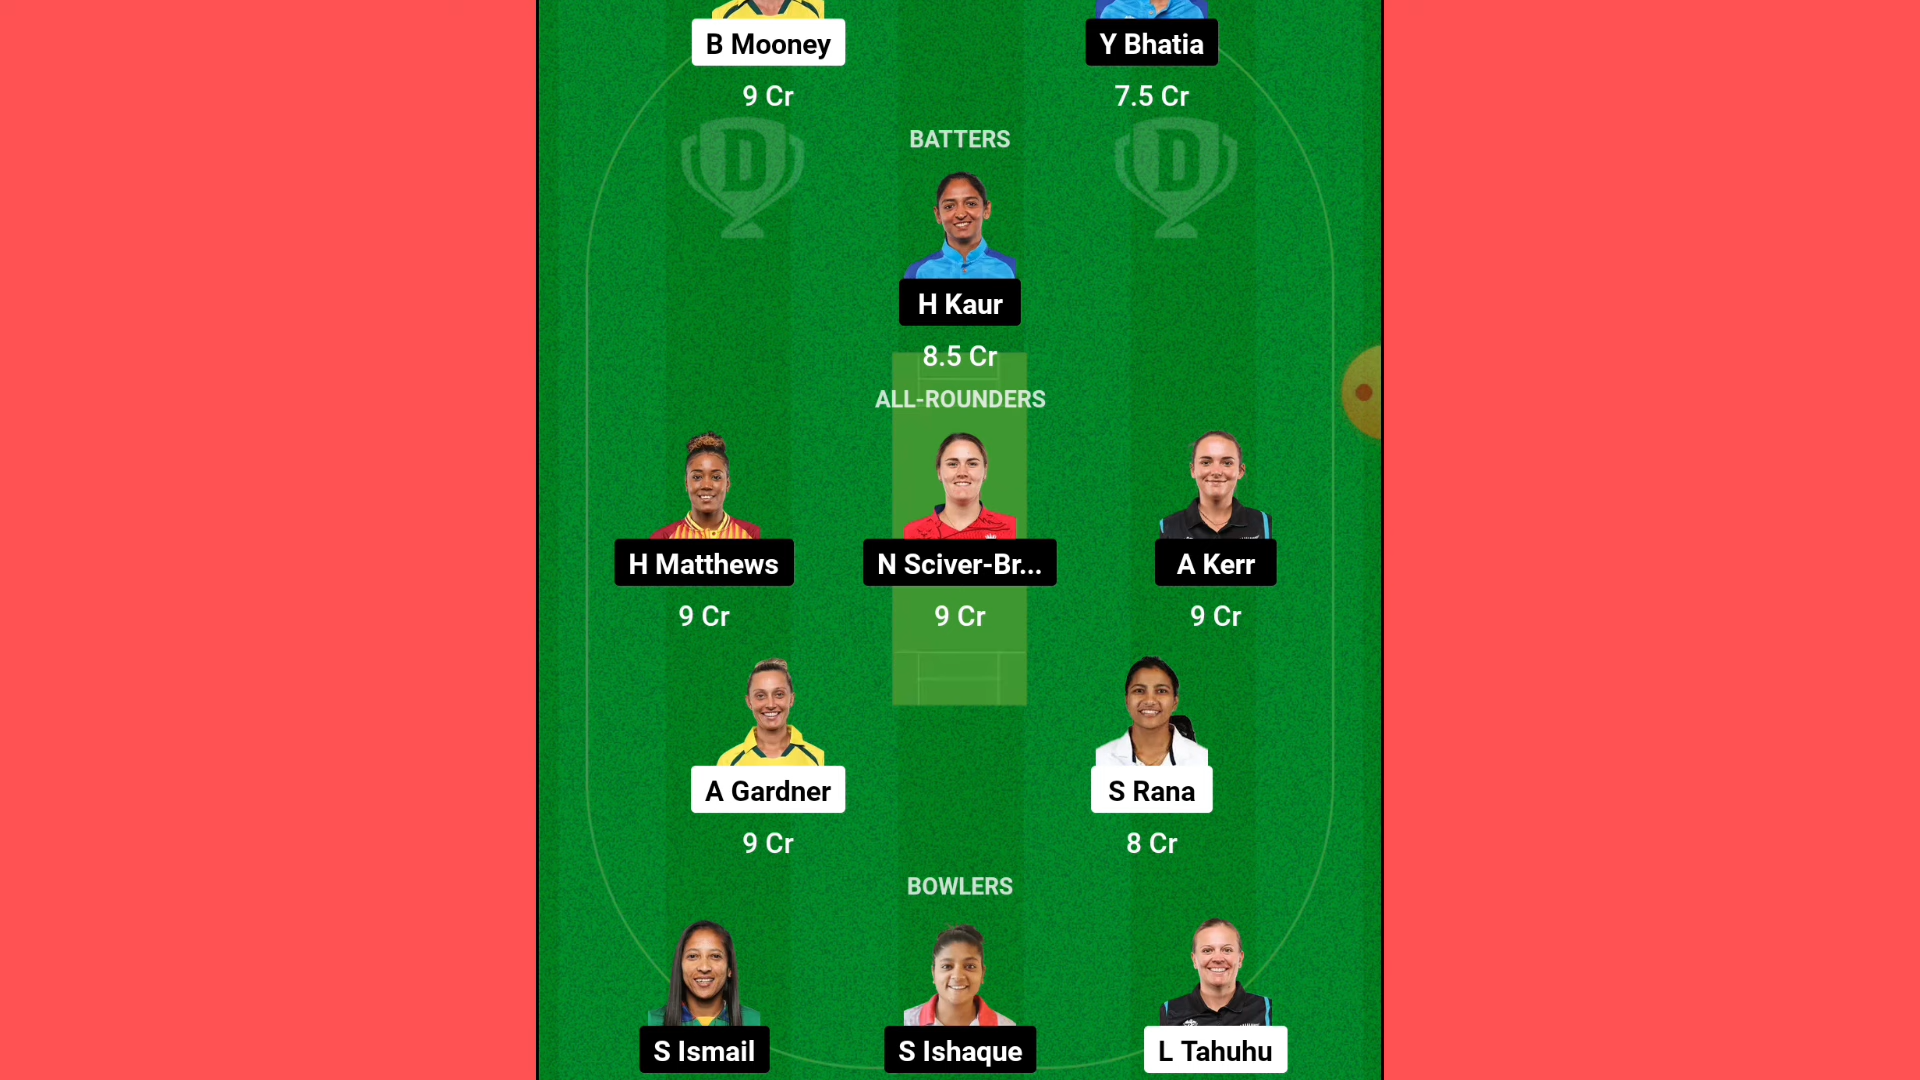 B Mooney Y Bhatia
9 Cr 7.5 Cr
BATTERS
D D
H Kaur
8.5 Cr
ALL-ROUNDERS
H Matthews N Sciver-Br... A Kerr
9 Cr 9 Cr 9 Cr
A Gardner S Rana
9 Cr 8 Cr
BOWLERS
S Ismail S Ishaque L Tahuhu